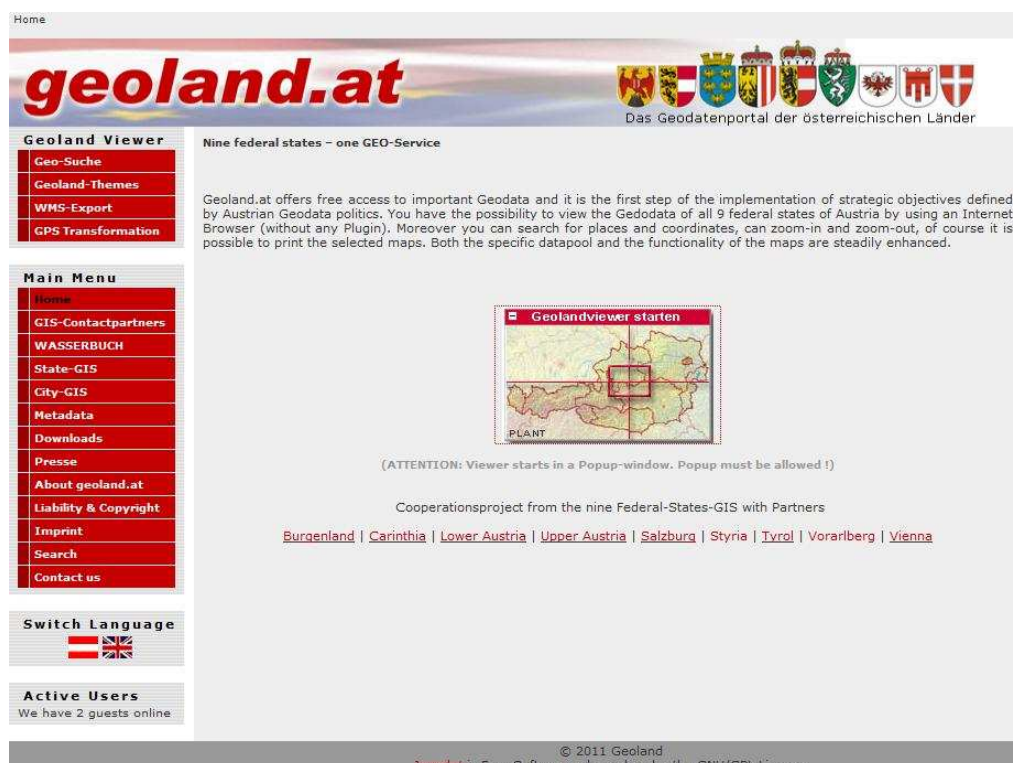 Home
geoland.at
Das Geodatenportal der österreichischen Länder
Geoland Viewer
Geo-Suche
Geoland-Themes
WMS-Export
GPS Transformation
Main Menu
Home
GIS-Contactpartners
WASSERBUCH
State-GIS
City-GIS
Metadata
Downloads
Presse
About geoland.at
Liability & Copyright
Imprint
Search
Contact us
Switch Language
Active Users
We have 2 guests online
Nine federal states – one GEO-Service
Geoland.at offers free access to important Geodata and it is the first step of the implementation of strategic objectives defined
by Austrian Geodata politics. You have the possibility to view the Gedodata of all 9 federal states of Austria by using an Internet
Browser (without any Plugin). Moreover you can search for places and coordinates, can zoom-in and zoom-out, of course it is
possible to print the selected maps. Both the specific datapool and the functionality of the maps are steadily enhanced.
Geolandviewer starten
PLANT
(ATTENTION: Viewer starts in a Popup-window. Popup must be allowed !)
Cooperationsproject from the nine Federal-States-GIS with Partners
Burgenland | Carinthia | Lower Austria | Upper Austria | Salzburg | Styria | Tyrol | Vorarlberg | Vienna
© 2011 Geoland